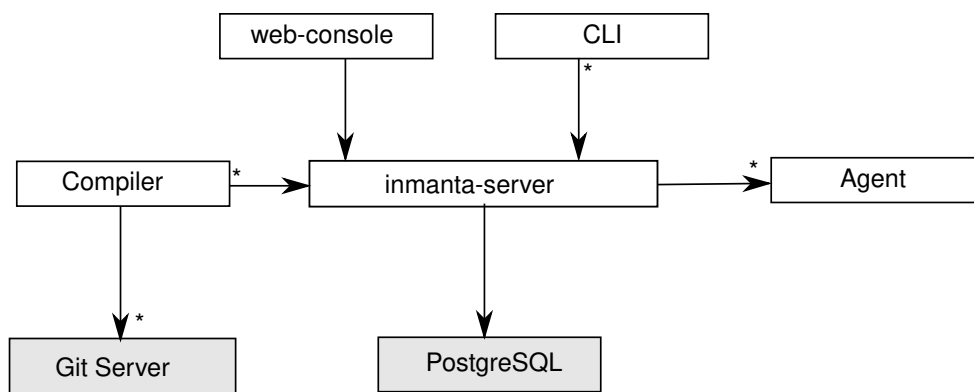 web-console
CLI
*
Compiler
*
inmanta-server
*
Agent
*
Git Server
PostgreSQL